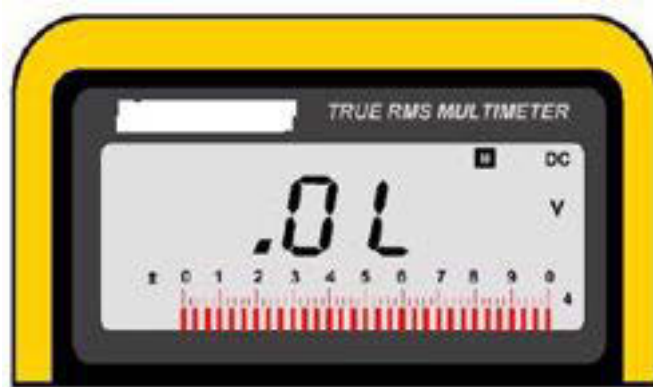 TRUE RMS MULTIMETER
H DC
V
.0L
± 0 1 2 3 4 5 6 7 8 9 0
4